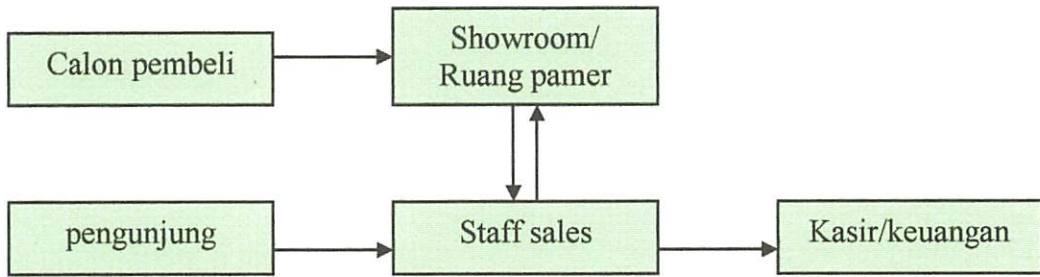 Calon pembeli
Showroom/
Ruang pamer
pengunjung
Staff sales
Kasir/keuangan